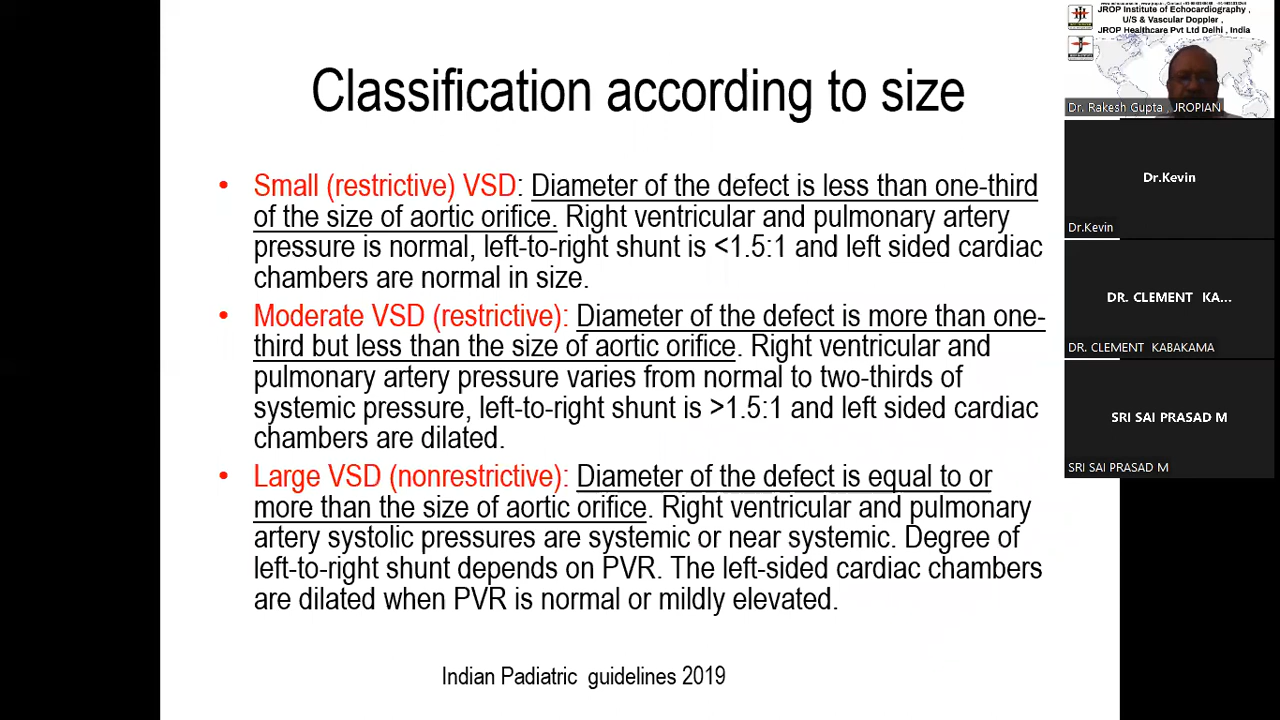 Classification according to size
• Small (restrictive) VSD: Diameter of the defect is less than one-third
of the size of aortic orifice. Right ventricular and pulmonary artery
pressure is normal, left-to-right shunt is <1.5:1 and left sided cardiac
chambers are normal in size.
• Moderate VSD (restrictive): Diameter of the defect is more than one-
third but less than the size of aortic orifice. Right ventricular and
pulmonary artery pressure varies from normal to two-thirds of
systemic pressure, left-to-right shunt is >1.5:1 and left sided cardiac
chambers are dilated.
• Large VSD (nonrestrictive): Diameter of the defect is equal to or
more than the size of aortic orifice. Right ventricular and pulmonary
artery systolic pressures are systemic or near systemic. Degree of
left-to-right shunt depends on PVR. The left-sided cardiac chambers
are dilated when PVR is normal or mildly elevated.
Indian Padiatric guidelines 2019
JROP Institute of Echocardiography ,
U/S & Vascular Doppler ,
JROP Healthcare Pvt Ltd Delhi , India
Dr. Rakesh Gupta , JROPIAN
Dr.Kevin
Dr.Kevin
DR. CLEMENT KA...
DR. CLEMENT KABAKAMA
SRI SAI PRASAD M
SRI SAI PRASAD M